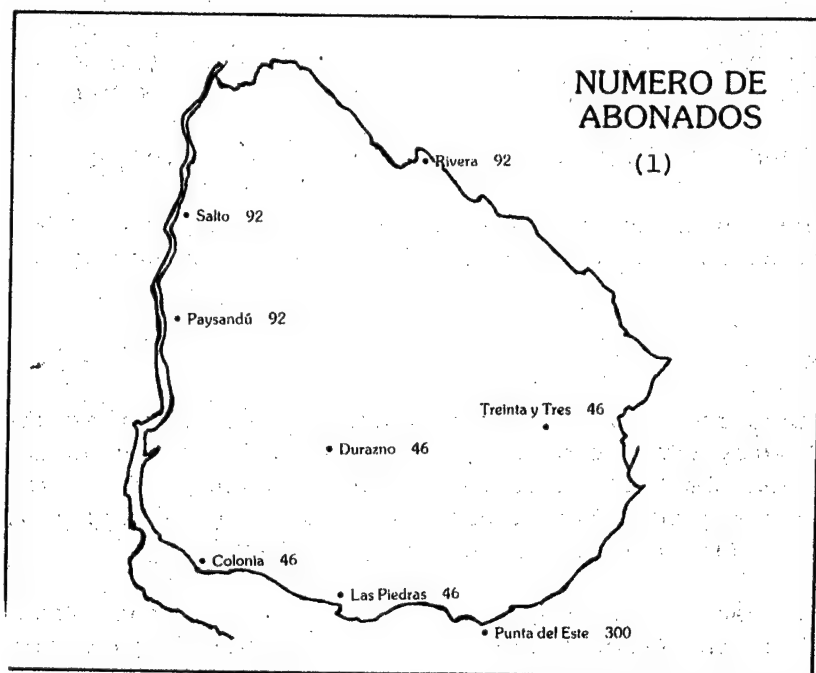 NUMERO DE
ABONADOS
(1)
Rivera 92
Salto 92
Paysandú 92
Treinta y Tres 46
Durazno 46
Colonia 46
Las Piedras 46
Punta del Este 300